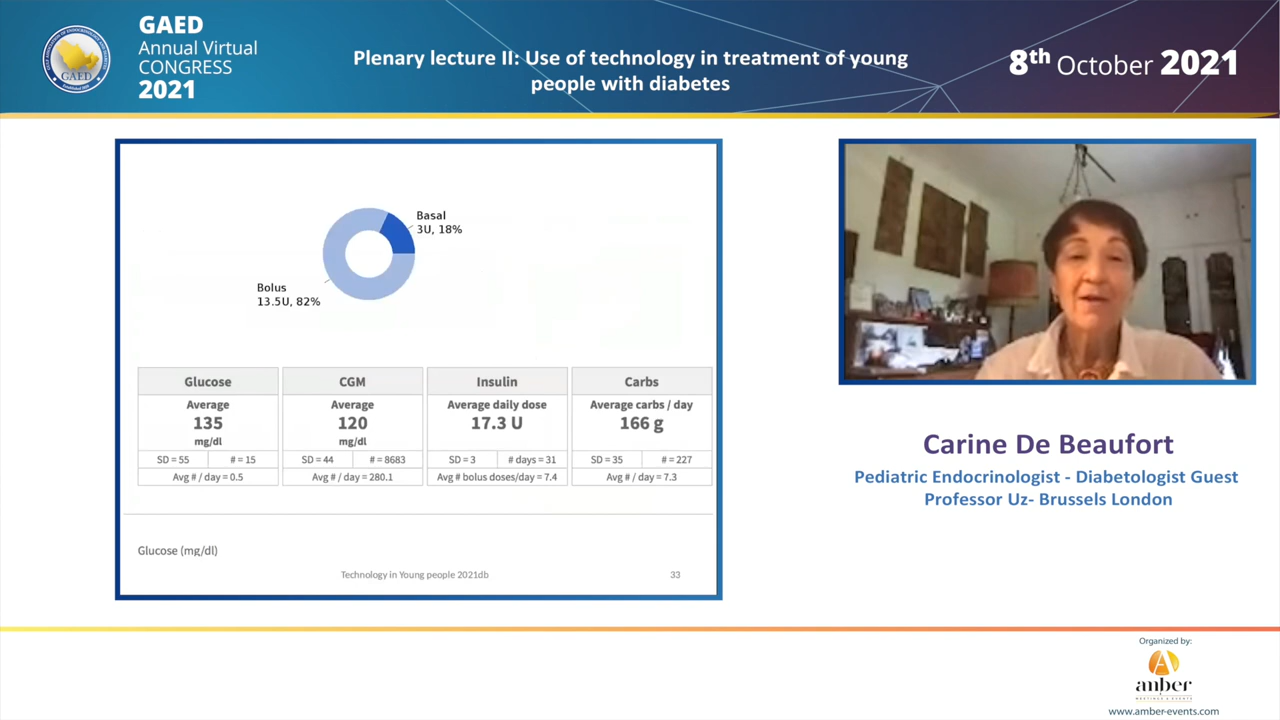 GAED
Annual Virtual
CONGRESS
2021
GAED
Plenary lecture II: Use of technology in treatment of young
people with diabetes
8th October 2021
Basal
3U, 18%
Bolus
13.5U, 82%
Glucose
CGM
Insulin
Carbs
Average
135
mg/dl
SD = 55
# = 15
Avg # / day = 0.5
Average
120
mg/dl
SD = 44
# = 8683
Avg # / day = 280.1
Average daily dose
17.3 U
SD = 3
# days = 31
Avg # bolus doses/day = 7.4
Average carbs / day
166 g
SD = 35
# = 227
Avg # / day = 7.3
Glucose (mg/dl)
Technology in Young people 2021db
33
Carine De Beaufort
Pediatric Endocrinologist - Diabetologist Guest
Professor Uz- Brussels London
Organized by:
anber
www.amber-events.com